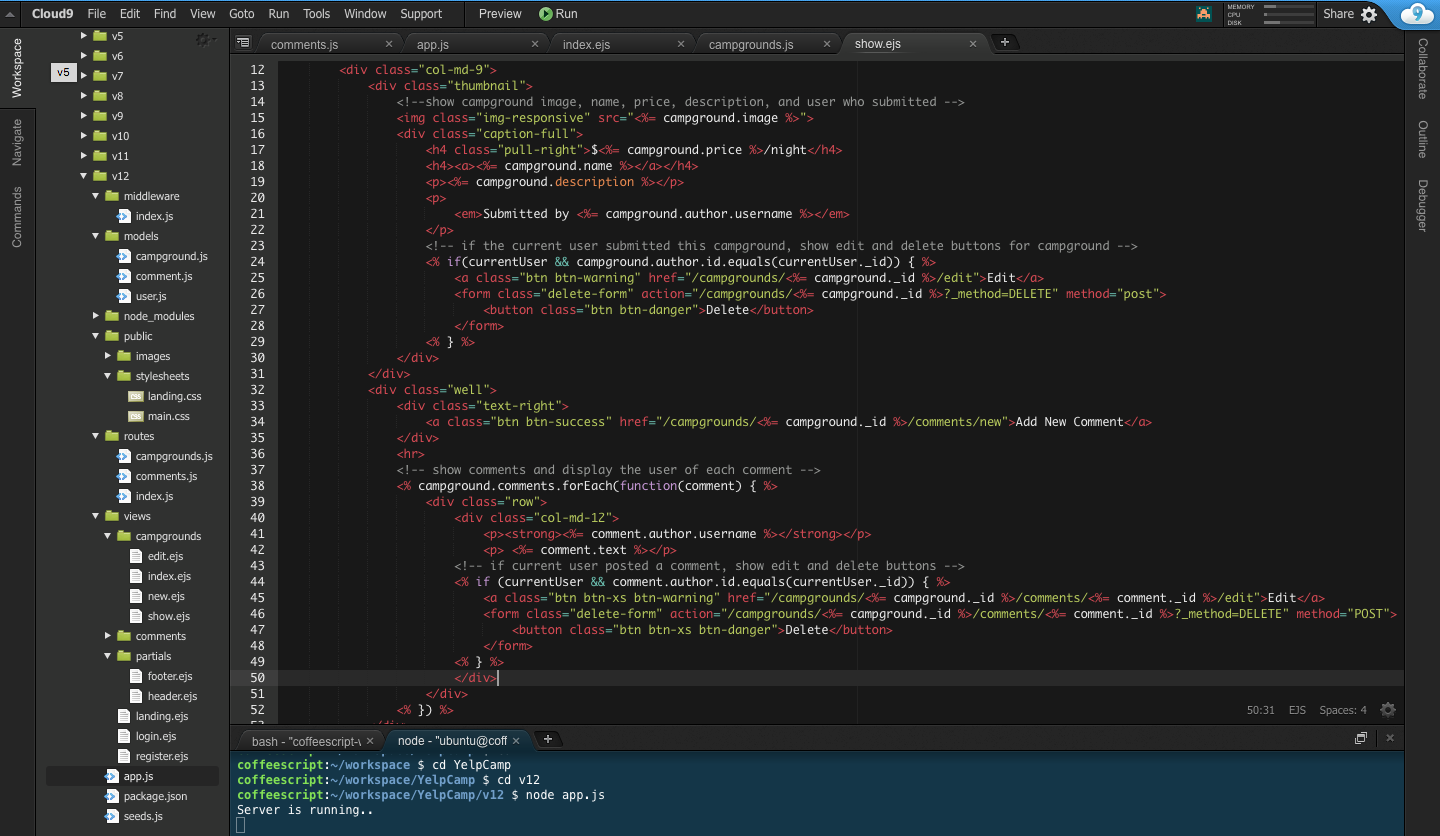 Cloud9 File Edit Find View Goto Run Tools Window Support Preview Run MEMORY CPU DISK Share 9
Workspace
Navigate
Commands
v5
v5
v6
v7
v8
v9
v10
v11
v12
middleware
index.js
models
campground.js
comment.js
user.js
node_modules
public
images
stylesheets
landing.css
main.css
routes
campgrounds.js
comments.js
index.js
views
campgrounds
edit.ejs
index.ejs
new.ejs
show.ejs
comments
partials
footer.ejs
header.ejs
landing.ejs
login.ejs
register.ejs
app.js
package.json
seeds.js
comments.js × app.js × index.ejs × campgrounds.js × show.ejs × +
12 <div class="col-md-9">
13 <div class="thumbnail">
14 <!--show campground image, name, price, description, and user who submitted -->
15 <img class="img-responsive" src="<%= campground.image %>">
16 <div class="caption-full">
17 <h4 class="pull-right">$<%= campground.price %>/night</h4>
18 <h4><a><%= campground.name %></a></h4>
19 <p><%= campground.description %></p>
20 <p>
21 <em>Submitted by <%= campground.author.username %></em>
22 </p>
23 <!-- if the current user submitted this campground, show edit and delete buttons for campground -->
24 <% if(currentUser && campground.author.id.equals(currentUser._id)) { %>
25 <a class="btn btn-warning" href="/campgrounds/<%= campground._id %>/edit">Edit</a>
26 <form class="delete-form" action="/campgrounds/<%= campground._id %>?_method=DELETE" method="post">
27 <button class="btn btn-danger">Delete</button>
28 </form>
29 <% } %>
30 </div>
31 </div>
32 <div class="well">
33 <div class="text-right">
34 <a class="btn btn-success" href="/campgrounds/<%= campground._id %>/comments/new">Add New Comment</a>
35 </div>
36 <hr>
37 <!-- show comments and display the user of each comment -->
38 <% campground.comments.forEach(function(comment) { %>
39 <div class="row">
40 <div class="col-md-12">
41 <p><strong><%= comment.author.username %></strong></p>
42 <p> <%= comment.text %></p>
43 <!-- if current user posted a comment, show edit and delete buttons -->
44 <% if (currentUser && comment.author.id.equals(currentUser._id)) { %>
45 <a class="btn btn-xs btn-warning" href="/campgrounds/<%= campground._id %>/comments/<%= comment._id %>/edit">Edit</a>
46 <form class="delete-form" action="/campgrounds/<%= campground._id %>/comments/<%= comment._id %>?_method=DELETE" method="POST">
47 <button class="btn btn-xs btn-danger">Delete</button>
48 </form>
49 <% } %>
50 </div>
51 </div>
52 <% }) %>
50:31 EJS Spaces: 4
Collaborate
Outline
Debugger
bash - "coffeescript-v × node - "ubuntu@coff × +
coffeescript:~/workspace $ cd YelpCamp
coffeescript:~/workspace/YelpCamp $ cd v12
coffeescript:~/workspace/YelpCamp/v12 $ node app.js
Server is running..